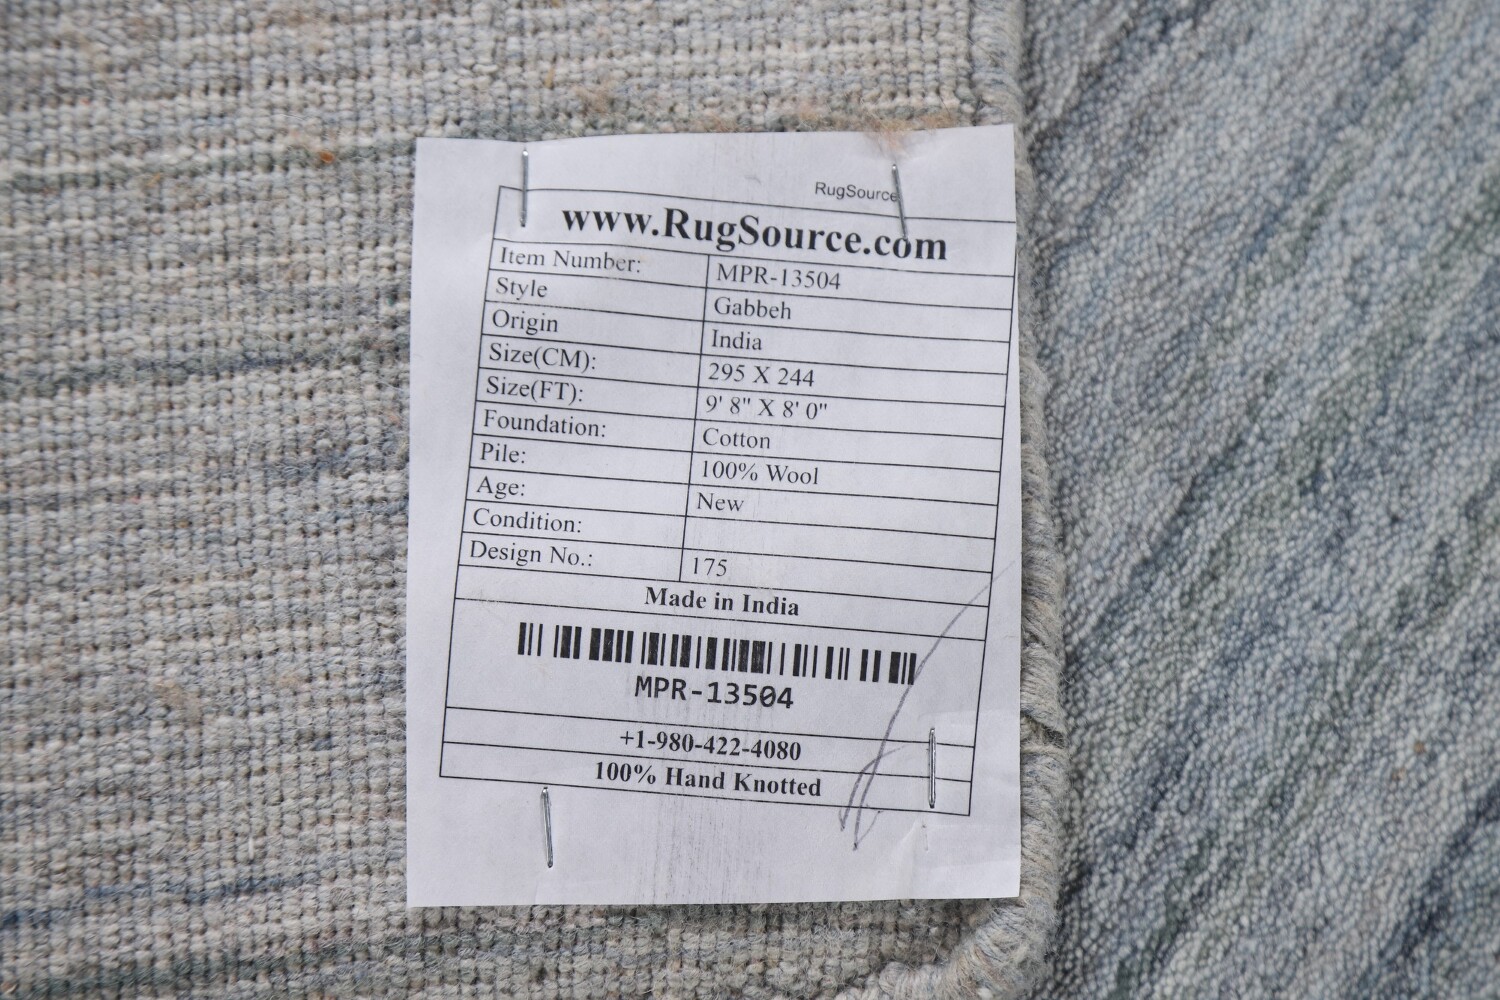 RugSource
www.RugSource.com
Item Number: MPR-13504
Style Gabbeh
Origin India
Size(CM): 295 X 244
Size(FT): 9' 8" X 8' 0"
Foundation: Cotton
Pile: 100% Wool
Age: New
Condition:
Design No.: 175
Made in India
MPR-13504
+1-980-422-4080
100% Hand Knotted